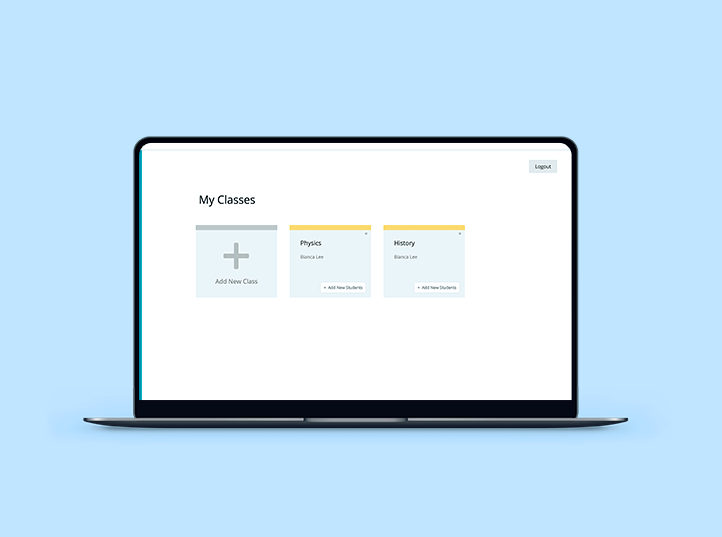 Logout
My Classes
Add New Class
Physics
Bianca Lee
+ Add New Students
History
Bianca Lee
+ Add New Students